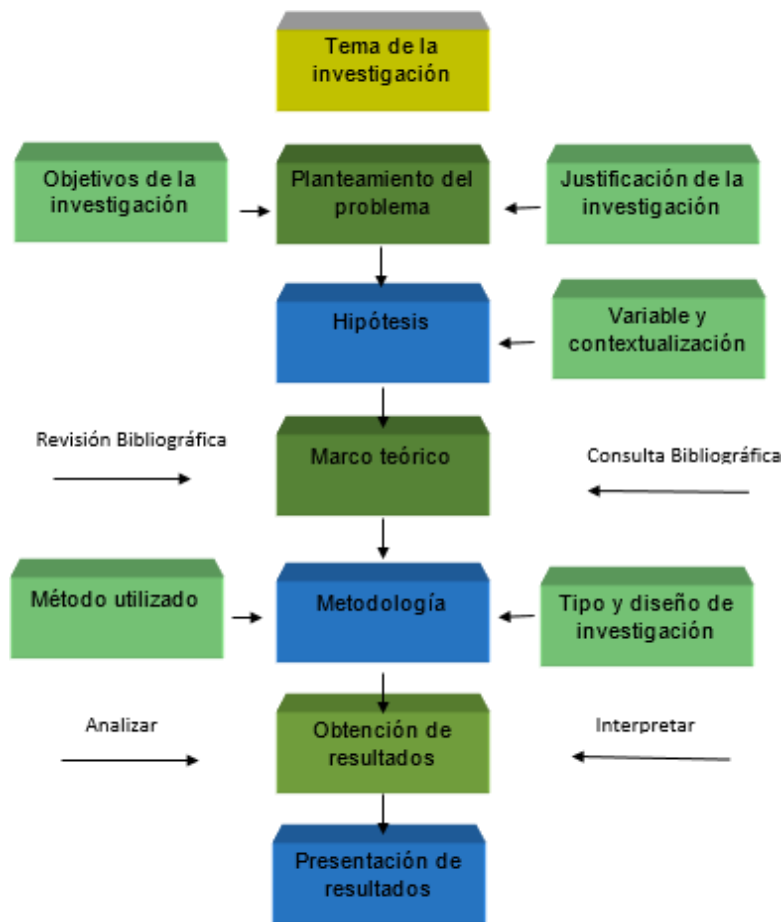 Tema de la
investigación
Objetivos de la
investigación
Planteamiento del
problema
Justificación de la
investigación
Hipótesis
Variable y
contextualización
Revisión Bibliográfica
Marco teórico
Consulta Bibliográfica
Método utilizado
Metodología
Tipo y diseño de
investigación
Analizar
Obtención de
resultados
Interpretar
Presentación de
resultados